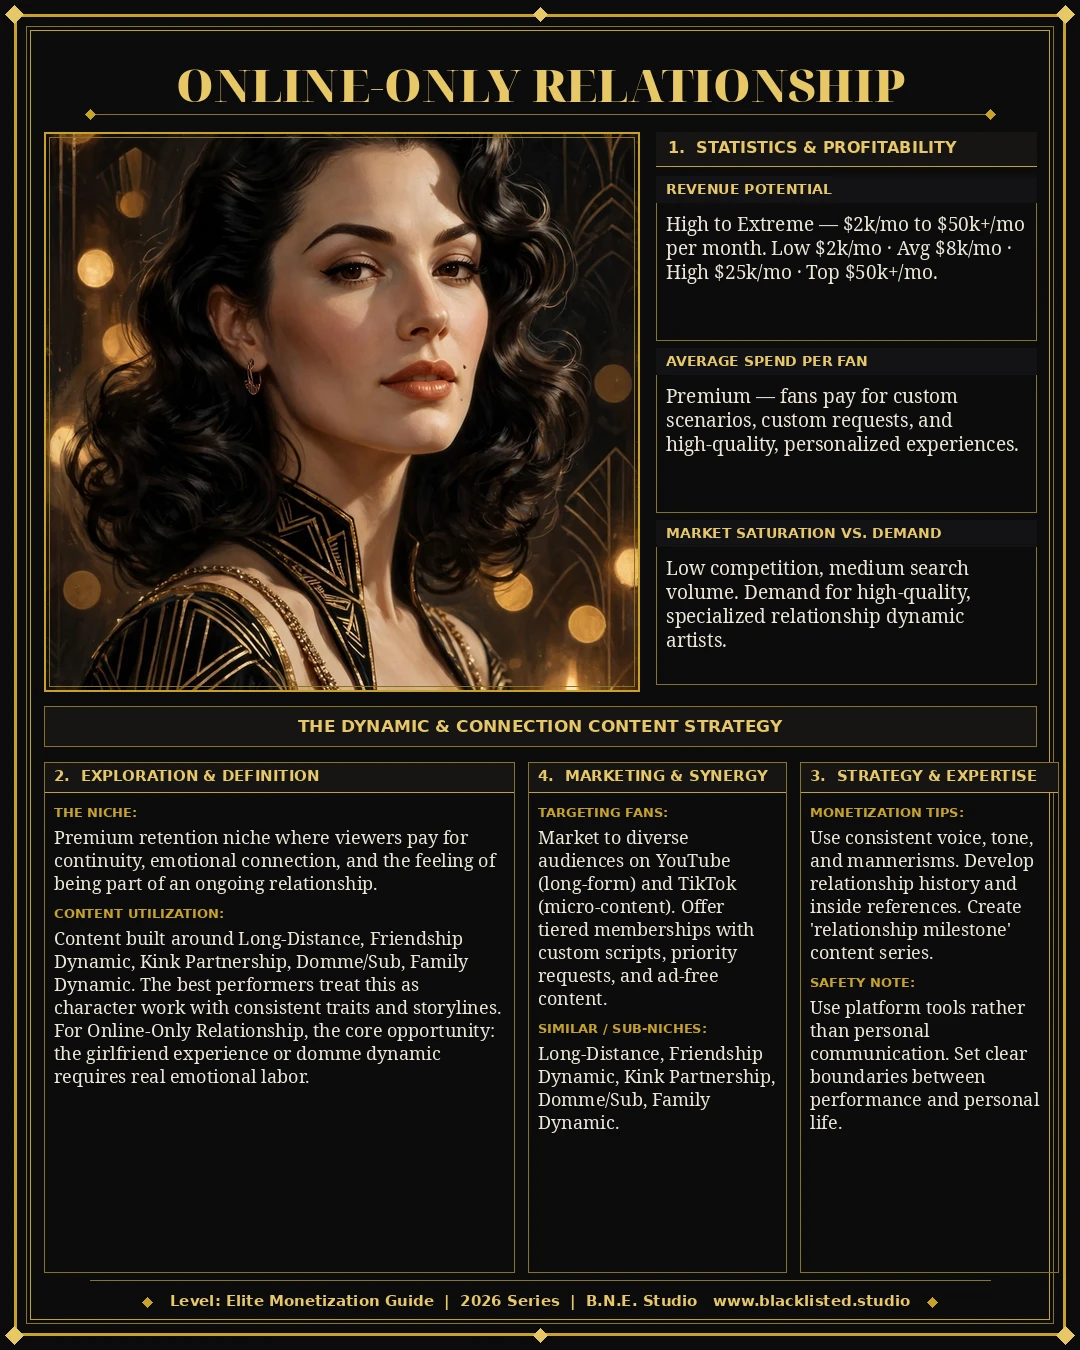 ONLINE-ONLY RELATIONSHIP
1. STATISTICS & PROFITABILITY
REVENUE POTENTIAL
High to Extreme — $2k/mo to $50k+/mo
per month. Low $2k/mo · Avg $8k/mo ·
High $25k/mo · Top $50k+/mo.
AVERAGE SPEND PER FAN
Premium — fans pay for custom
scenarios, custom requests, and
high-quality, personalized experiences.
MARKET SATURATION VS. DEMAND
Low competition, medium search
volume. Demand for high-quality,
specialized relationship dynamic
artists.
THE DYNAMIC & CONNECTION CONTENT STRATEGY
2. EXPLORATION & DEFINITION
THE NICHE:
Premium retention niche where viewers pay for
continuity, emotional connection, and the feeling of
being part of an ongoing relationship.
CONTENT UTILIZATION:
Content built around Long-Distance, Friendship
Dynamic, Kink Partnership, Domme/Sub, Family
Dynamic. The best performers treat this as
character work with consistent traits and storylines.
For Online-Only Relationship, the core opportunity:
the girlfriend experience or domme dynamic
requires real emotional labor.
4. MARKETING & SYNERGY
TARGETING FANS:
Market to diverse
audiences on YouTube
(long-form) and TikTok
(micro-content). Offer
tiered memberships with
custom scripts, priority
requests, and ad-free
content.
SIMILAR / SUB-NICHES:
Long-Distance, Friendship
Dynamic, Kink Partnership,
Domme/Sub, Family
Dynamic.
3. STRATEGY & EXPERTISE
MONETIZATION TIPS:
Use consistent voice, tone,
and mannerisms. Develop
relationship history and
inside references. Create
'relationship milestone'
content series.
SAFETY NOTE:
Use platform tools rather
than personal
communication. Set clear
boundaries between
performance and personal
life.
Level: Elite Monetization Guide | 2026 Series | B.N.E. Studio www.blacklisted.studio